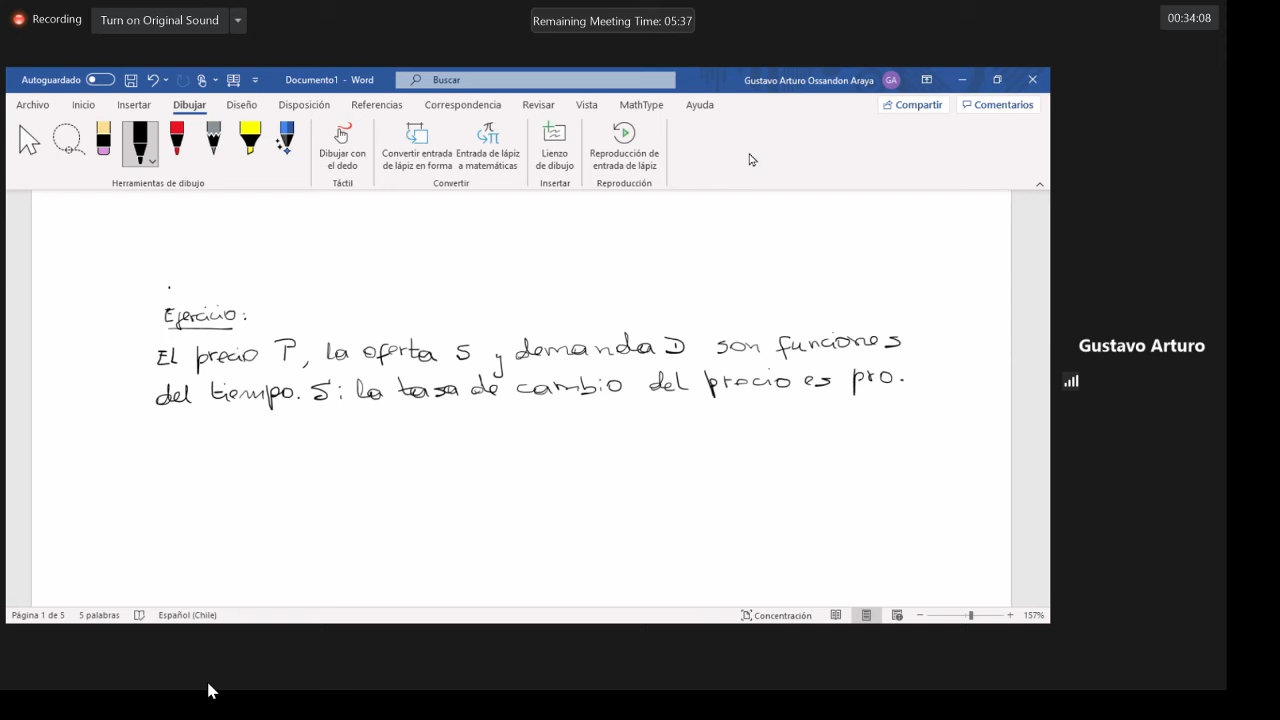 Recording
Turn on Original Sound
Remaining Meeting Time: 05:37
00:34:08
Autoguardado
Documento1 - Word
Buscar
Gustavo Arturo Ossandon Araya
GA
Archivo
Inicio
Insertar
Dibujar
Diseño
Disposición
Referencias
Correspondencia
Revisar
Vista
MathType
Ayuda
Compartir
Comentarios
Dibujar con
el dedo
Convertir entrada
de lápiz en forma
Entrada de lápiz
a matemáticas
Lienzo
de dibujo
Reproducción de
entrada de lápiz
Herramientas de dibujo
Táctil
Convertir
Insertar
Reproducción
Ejercicio:
El precio P, la oferta S y demanda D son funciones
del tiempo. Si la tasa de cambio del precio es pro.
Gustavo Arturo
Página 1 de 5
5 palabras
Español (Chile)
Concentración
157%